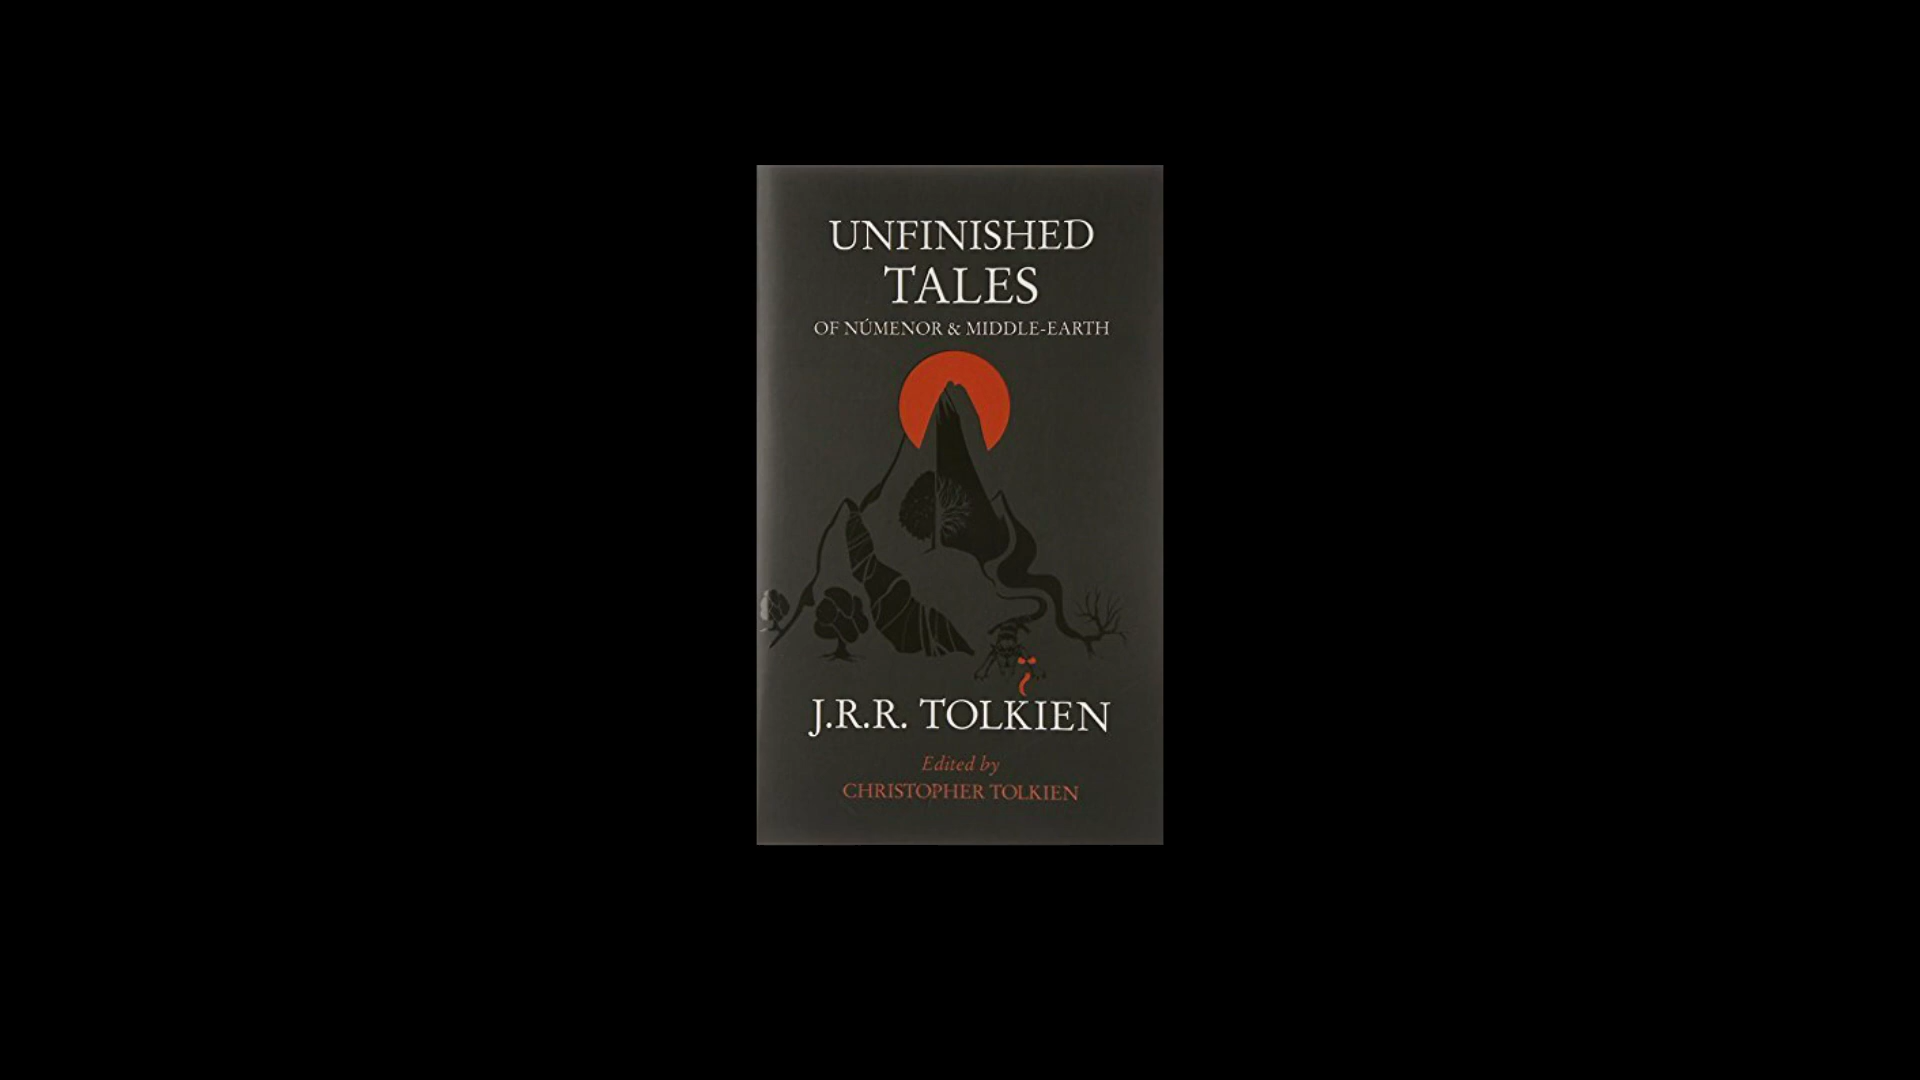 UNFINISHED
TALES
OF NÚMENOR & MIDDLE-EARTH
J.R.R. TOLKIEN
Edited by
CHRISTOPHER TOLKIEN